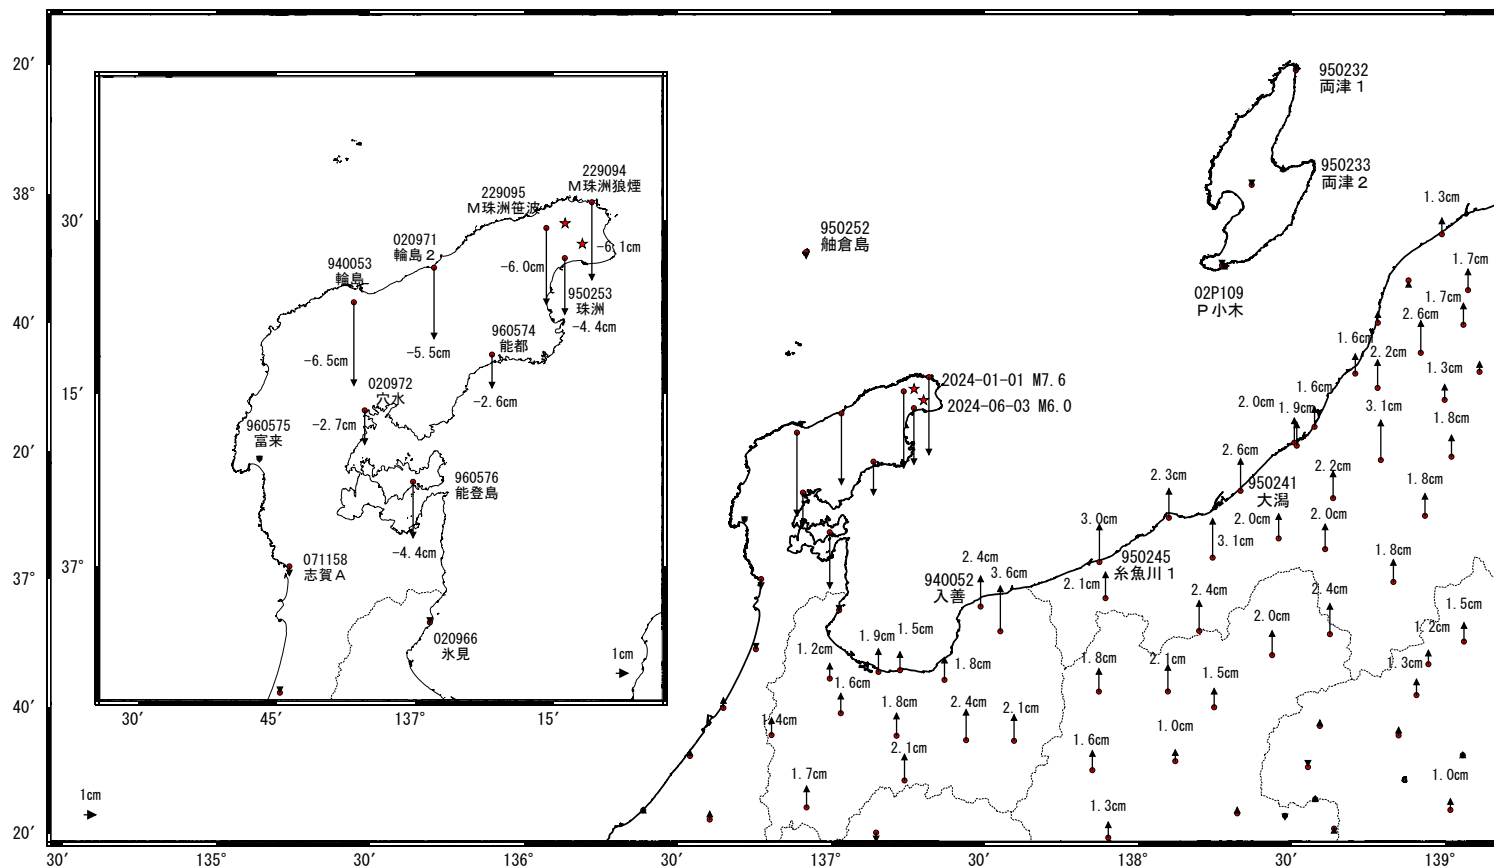 20′
38°
40′
20′
37°
40′
20′
30′
135°
30′
136°
30′
137°
30′
138°
30′
139°
30′
15′
37°
30′
45′
137°
15′
229094
M珠洲狼煙
229095
M珠洲笹波
020971
輪島２
940053
輪島
-6.1cm
-6.0cm
950253
珠洲
-4.4cm
960574
能都
-5.5cm
-6.5cm
-2.6cm
020972
穴水
-2.7cm
960575
富来
960576
能登島
-4.4cm
071158
志賀A
020966
氷見
1cm
1cm
950232
両津１
950233
両津２
950252
舳倉島
02P109
P小木
2024-01-01 M7.6
2024-06-03 M6.0
1.3cm
1.7cm
1.7cm
2.6cm
1.6cm
2.2cm
1.3cm
1.6cm
2.0cm
1.9cm
3.1cm
1.8cm
2.6cm
950241
大潟
2.2cm
2.3cm
1.8cm
2.0cm
2.0cm
3.0cm
3.1cm
950245
糸魚川１
2.4cm
940052
入善
3.6cm
2.1cm
1.8cm
2.4cm
2.4cm
2.0cm
1.5cm
1.2cm
1.5cm
1.9cm
1.2cm
1.8cm
1.8cm
2.1cm
1.3cm
1.5cm
1.6cm
1.8cm
2.4cm
2.1cm
1.4cm
1.0cm
1.6cm
2.1cm
1.7cm
1.0cm
1.3cm